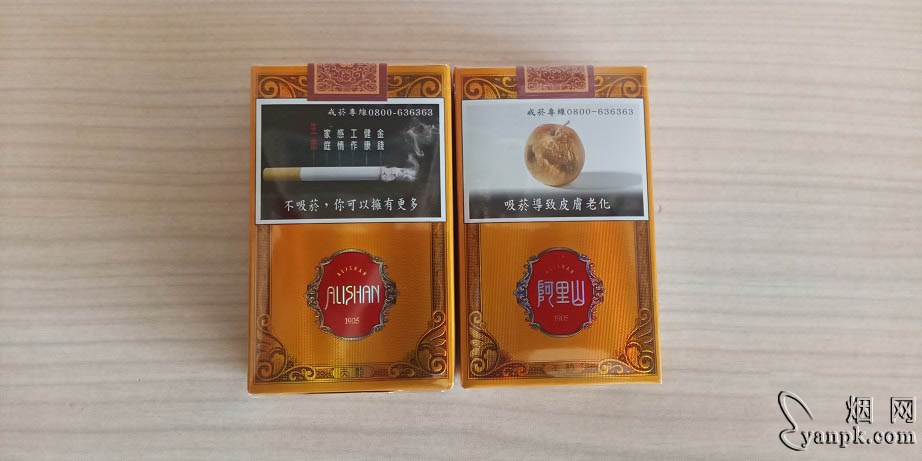 戒菸專線0800-636363
金錢
健康
工作
感情
家庭
生命
不吸菸，你可以擁有更多
ALISHAN
ALISHAN
1905
戒菸專線0800-636363
吸菸導致皮膚老化
ALISHAN
阿里山
1905
烟网
yanpk.com